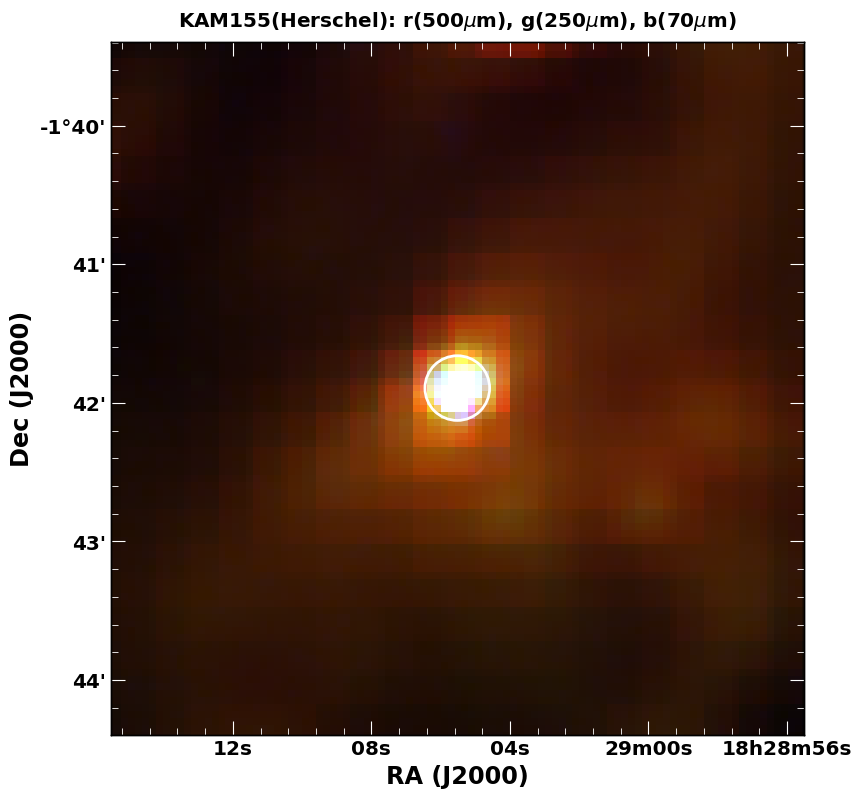 KAM155(Herschel): r(500μm), g(250μm), b(70μm)
-1°40'
41'
42'
43'
44'
Dec (J2000)
12s 08s 04s 29m00s 18h28m56s
RA (J2000)